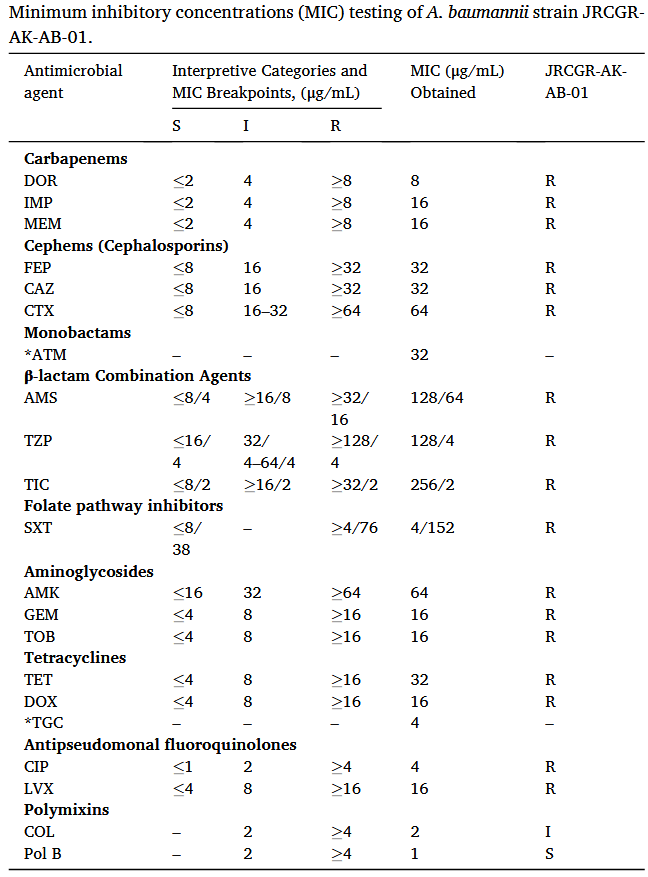 Minimum inhibitory concentrations (MIC) testing of A. baumannii strain JRCGR-
AK-AB-01.
Antimicrobial Interpretive Categories and MIC (μg/mL) JRCGR-AK-
agent MIC Breakpoints, (μg/mL) Obtained AB-01
S I R
Carbapenems
DOR ≤2 4 ≥8 8 R
IMP ≤2 4 ≥8 16 R
MEM ≤2 4 ≥8 16 R
Cephems (Cephalosporins)
FEP ≤8 16 ≥32 32 R
CAZ ≤8 16 ≥32 32 R
CTX ≤8 16–32 ≥64 64 R
Monobactams
*ATM – – – 32 –
β-lactam Combination Agents
AMS ≤8/4 ≥16/8 ≥32/ 128/64 R
16
TZP ≤16/ 32/ ≥128/ 128/4 R
4 4–64/4 4
TIC ≤8/2 ≥16/2 ≥32/2 256/2 R
Folate pathway inhibitors
SXT ≤8/ – ≥4/76 4/152 R
38
Aminoglycosides
AMK ≤16 32 ≥64 64 R
GEM ≤4 8 ≥16 16 R
TOB ≤4 8 ≥16 16 R
Tetracyclines
TET ≤4 8 ≥16 32 R
DOX ≤4 8 ≥16 16 R
*TGC – – – 4 –
Antipseudomonal fluoroquinolones
CIP ≤1 2 ≥4 4 R
LVX ≤4 8 ≥16 16 R
Polymixins
COL – 2 ≥4 2 I
Pol B – 2 ≥4 1 S